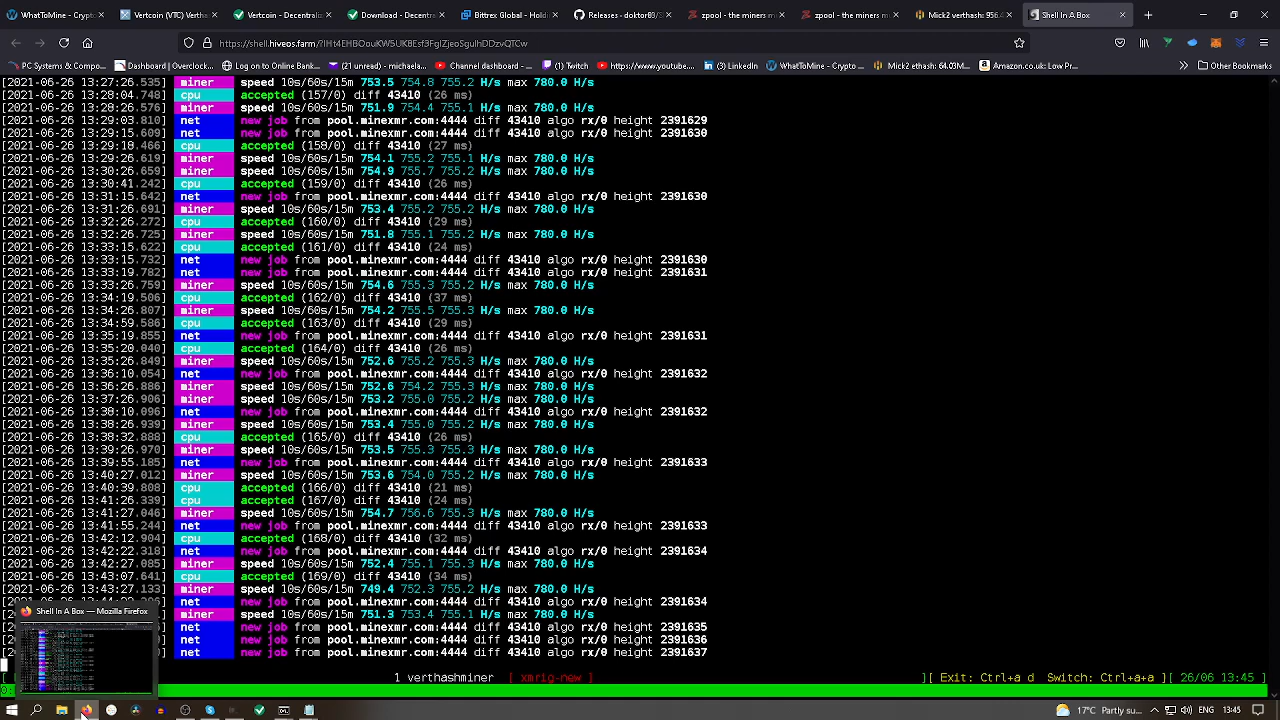 WhatToMine - Crypto
Vertcoin (VTC) Vertha
Vertcoin - Decentraliz
Download - Decentra
Bittrex Global - Holdi
Releases - doktor83/S
zpool - the miners m
zpool - the miners mi
Mick2 verthash: 956.
Shell In A Box
https://shell.hiveos.farm/?
PC Systems & Compo...
Dashboard | Overclock...
Log on to Online Bank...
(21 unread) - michaela...
Channel dashboard - ...
Twitch
https://www.youtube...
LinkedIn
WhatToMine - Crypto ...
Mick2 ethash: 64.03M...
Amazon.co.uk: Low Pr...
Other Bookmarks
[2021-06-26 13:27:26.535] miner speed 10s/60s/15m 753.5 754.8 755.2 H/s max 780.0 H/s
[2021-06-26 13:28:04.748] cpu accepted (157/0) diff 43410 (26 ms)
[2021-06-26 13:28:26.576] miner speed 10s/60s/15m 751.9 754.4 755.1 H/s max 780.0 H/s
[2021-06-26 13:29:03.810] net new job from pool.minexmr.com:4444 diff 43410 algo rx/0 height 2391630
[2021-06-26 13:29:15.609] net new job from pool.minexmr.com:4444 diff 43410 algo rx/0 height 2391630
[2021-06-26 13:29:18.466] cpu accepted (159/0) diff 43410 (27 ms)
[2021-06-26 13:29:26.619] miner speed 10s/60s/15m 754.1 755.2 755.1 H/s max 780.0 H/s
[2021-06-26 13:30:26.659] miner speed 10s/60s/15m 754.9 755.7 755.2 H/s max 780.0 H/s
[2021-06-26 13:30:41.242] cpu accepted (159/0) diff 43410 (26 ms)
[2021-06-26 13:31:15.642] net new job from pool.minexmr.com:4444 diff 43410 algo rx/0 height 2391630
[2021-06-26 13:31:26.691] miner speed 10s/60s/15m 753.4 755.2 755.2 H/s max 780.0 H/s
[2021-06-26 13:32:22.286] cpu accepted (160/0) diff 43410 (29 ms)
[2021-06-26 13:32:26.725] miner speed 10s/60s/15m 751.8 755.1 755.2 H/s max 780.0 H/s
[2021-06-26 13:33:15.622] cpu accepted (161/0) diff 43410 (24 ms)
[2021-06-26 13:33:15.732] net new job from pool.minexmr.com:4444 diff 43410 algo rx/0 height 2391630
[2021-06-26 13:33:19.782] net new job from pool.minexmr.com:4444 diff 43410 algo rx/0 height 2391631
[2021-06-26 13:33:26.759] miner speed 10s/60s/15m 754.6 755.3 755.3 H/s max 780.0 H/s
[2021-06-26 13:34:19.506] cpu accepted (162/0) diff 43410 (37 ms)
[2021-06-26 13:34:26.807] miner speed 10s/60s/15m 754.2 755.5 755.3 H/s max 780.0 H/s
[2021-06-26 13:34:59.586] cpu accepted (163/0) diff 43410 (29 ms)
[2021-06-26 13:35:19.858] net new job from pool.minexmr.com:4444 diff 43410 algo rx/0 height 2391631
[2021-06-26 13:35:26.040] cpu accepted (164/0) diff 43410 (26 ms)
[2021-06-26 13:35:26.849] miner speed 10s/60s/15m 752.6 755.2 755.3 H/s max 780.0 H/s
[2021-06-26 13:36:10.054] net new job from pool.minexmr.com:4444 diff 43410 algo rx/0 height 2391632
[2021-06-26 13:36:26.886] miner speed 10s/60s/15m 752.6 754.2 755.3 H/s max 780.0 H/s
[2021-06-26 13:37:26.906] miner speed 10s/60s/15m 753.2 755.0 755.2 H/s max 780.0 H/s
[2021-06-26 13:38:10.096] net new job from pool.minexmr.com:4444 diff 43410 algo rx/0 height 2391632
[2021-06-26 13:38:26.939] miner speed 10s/60s/15m 753.4 755.0 755.2 H/s max 780.0 H/s
[2021-06-26 13:38:32.888] cpu accepted (165/0) diff 43410 (26 ms)
[2021-06-26 13:39:26.970] miner speed 10s/60s/15m 753.5 755.3 755.3 H/s max 780.0 H/s
[2021-06-26 13:39:55.185] net new job from pool.minexmr.com:4444 diff 43410 algo rx/0 height 2391633
[2021-06-26 13:40:27.012] miner speed 10s/60s/15m 753.6 754.0 755.2 H/s max 780.0 H/s
[2021-06-26 13:40:39.808] cpu accepted (166/0) diff 43410 (21 ms)
[2021-06-26 13:41:26.339] cpu accepted (167/0) diff 43410 (24 ms)
[2021-06-26 13:41:27.046] miner speed 10s/60s/15m 754.7 756.6 755.3 H/s max 780.0 H/s
[2021-06-26 13:41:55.244] net new job from pool.minexmr.com:4444 diff 43410 algo rx/0 height 2391633
[2021-06-26 13:42:12.904] cpu accepted (168/0) diff 43410 (32 ms)
[2021-06-26 13:42:22.318] net new job from pool.minexmr.com:4444 diff 43410 algo rx/0 height 2391634
[2021-06-26 13:42:27.085] miner speed 10s/60s/15m 752.4 755.1 755.3 H/s max 780.0 H/s
[2021-06-26 13:43:07.641] cpu accepted (169/0) diff 43410 (34 ms)
[2021-06-26 13:43:27.133] miner speed 10s/60s/15m 749.4 752.3 755.2 H/s max 780.0 H/s
net new job from pool.minexmr.com:4444 diff 43410 algo rx/0 height 2391634
miner speed 10s/60s/15m 751.3 753.4 755.1 H/s max 780.0 H/s
net new job from pool.minexmr.com:4444 diff 43410 algo rx/0 height 2391635
net new job from pool.minexmr.com:4444 diff 43410 algo rx/0 height 2391636
net new job from pool.minexmr.com:4444 diff 43410 algo rx/0 height 2391637
Shell In A Box — Mozilla Firefox
1 verthashminer [ xmrig-new ] ][ Exit: Ctrl+a d Switch: Ctrl+a+a ][ 26/06 13:45 ]
17°C Partly su... ENG 13:45